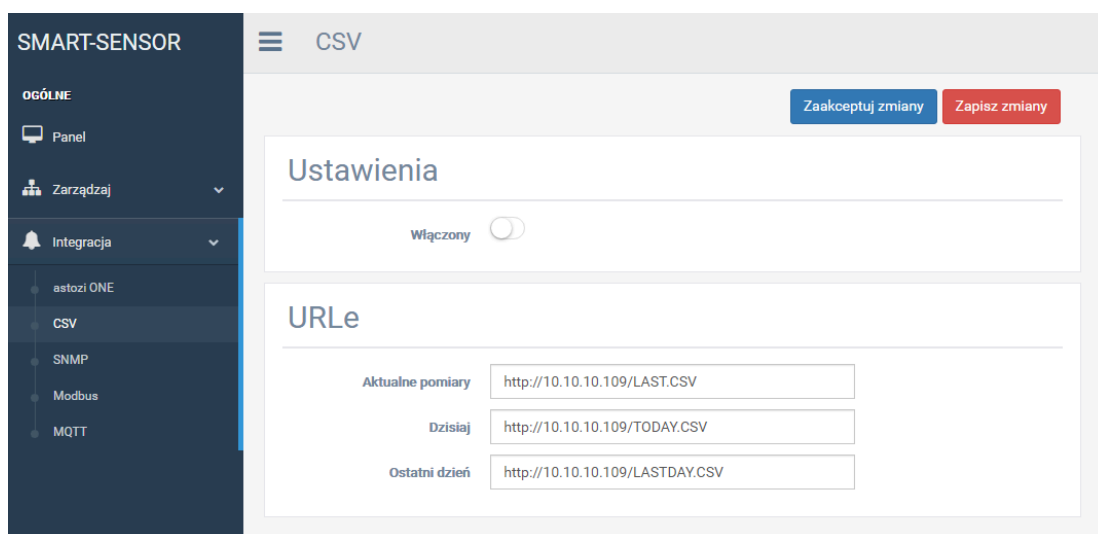 SMART-SENSOR
OGÓLNE
Panel
Zarządzaj
Integracja
astozi ONE
CSV
SNMP
Modbus
MQTT
CSV
Zaakceptuj zmiany
Zapisz zmiany
Ustawienia
Włączony
URLe
Aktualne pomiary http://10.10.10.109/LAST.CSV
Dzisiaj http://10.10.10.109/TODAY.CSV
Ostatni dzień http://10.10.10.109/LASTDAY.CSV